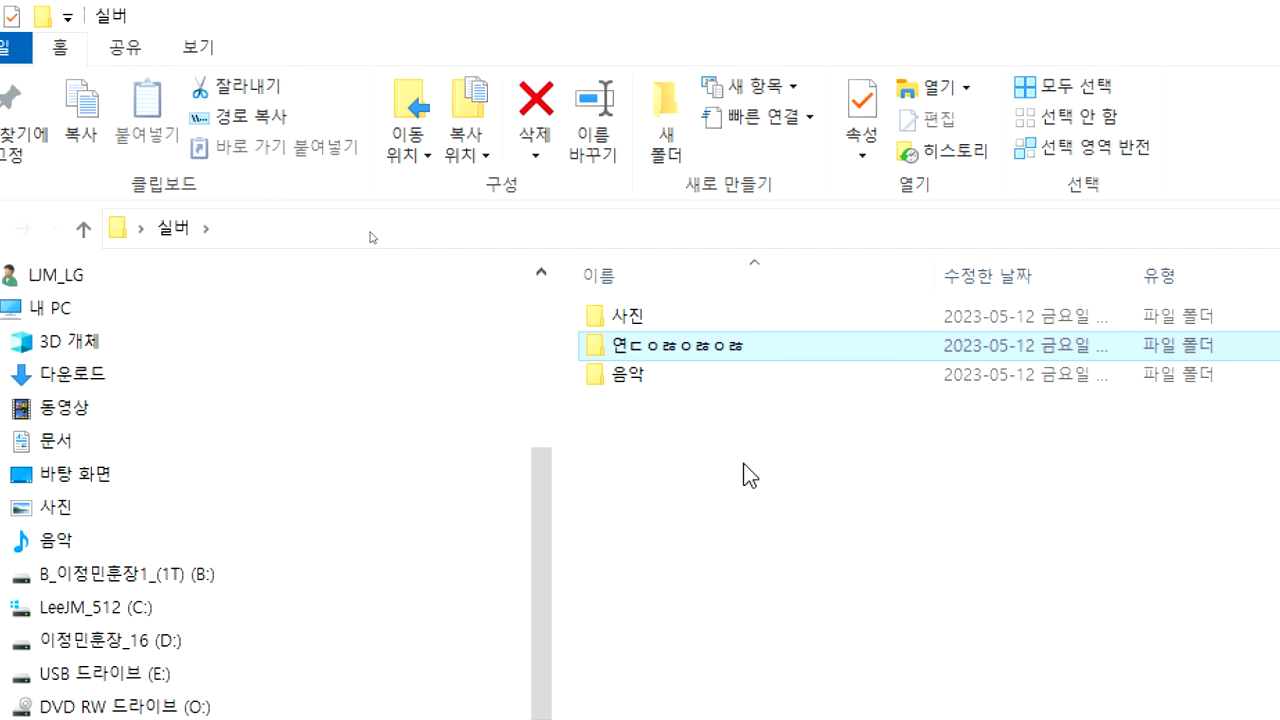 실버
일 홈 공유 보기
찾기에 고정
복사
붙여넣기
잘라내기
경로 복사
바로 가기 붙여넣기
클립보드
이동 위치
복사 위치
삭제
이름 바꾸기
구성
새 폴더
새 항목
빠른 연결
새로 만들기
속성
열기
편집
히스토리
열기
모두 선택
선택 안 함
선택 영역 반전
선택
실버
LJM_LG
내 PC
3D 개체
다운로드
동영상
문서
바탕 화면
사진
음악
B_이정민훈장1_(1T) (B:)
LeeJM_512 (C:)
이정민훈장_16 (D:)
USB 드라이브 (E:)
DVD RW 드라이브 (O:)
이름 수정한 날짜 유형
사진 2023-05-12 금요일 ... 파일 폴더
연ㄷㅇㄻㅇㄻㅇㄻ 2023-05-12 금요일 ... 파일 폴더
음악 2023-05-12 금요일 ... 파일 폴더